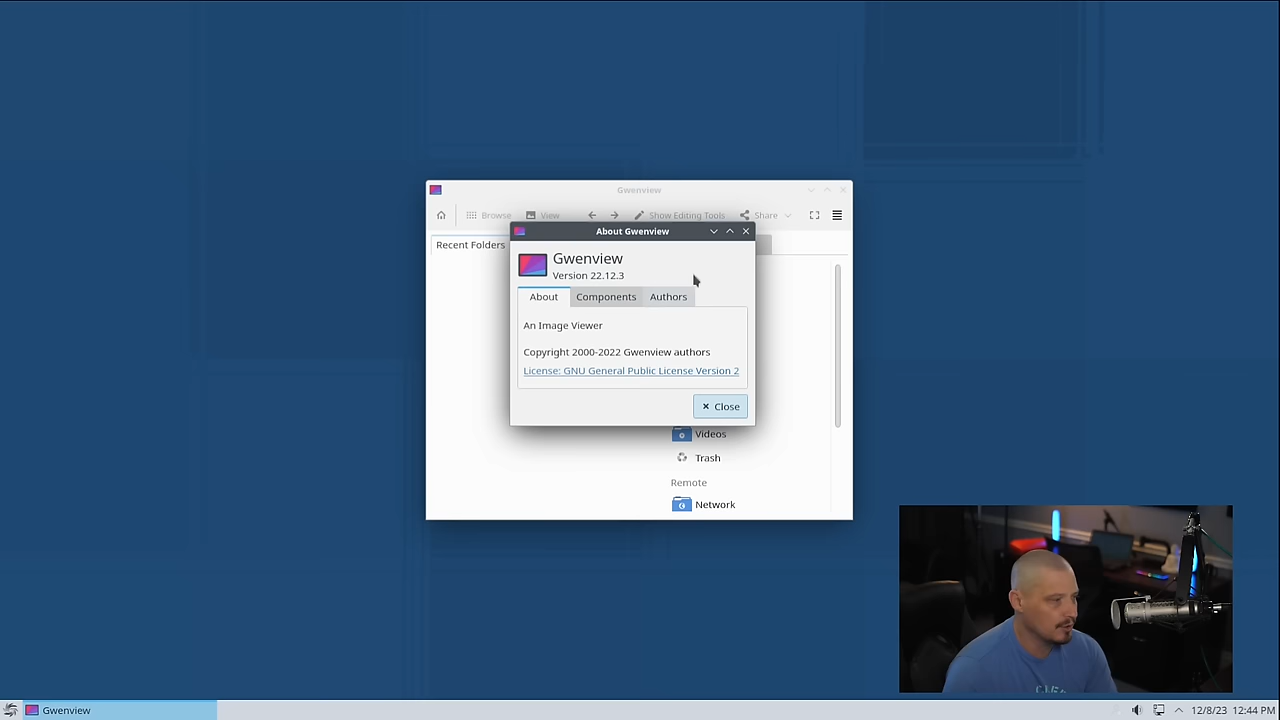 Gwenview
Browse View Show Editing Tools Share
Recent Folders
About Gwenview
Gwenview
Version 22.12.3
About Components Authors
An Image Viewer
Copyright 2000-2022 Gwenview authors
License: GNU General Public License Version 2
Close
Videos
Trash
Remote
Network
Gwenview
12/8/23 12:44 PM